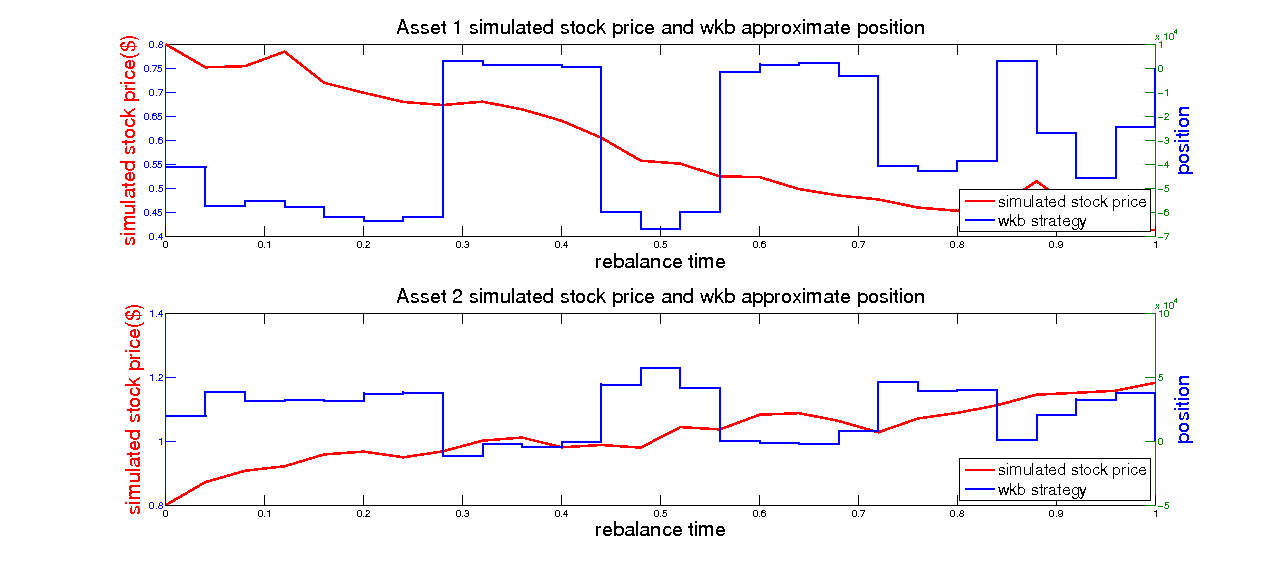 Asset 1 simulated stock price and wkb approximate position
simulated stock price($)
0.8
0.75
0.7
0.65
0.6
0.55
0.5
0.45
0.4
x 10^4
1
0
-1
-2
-3
-4
-5
-6
-7
position
simulated stock price
wkb strategy
0 0.1 0.2 0.3 0.4 0.5 0.6 0.7 0.8 0.9 1
rebalance time
Asset 2 simulated stock price and wkb approximate position
simulated stock price($)
1.4
1.2
1
0.8
x 10^4
10
5
0
-5
position
simulated stock price
wkb strategy
0 0.1 0.2 0.3 0.4 0.5 0.6 0.7 0.8 0.9 1
rebalance time